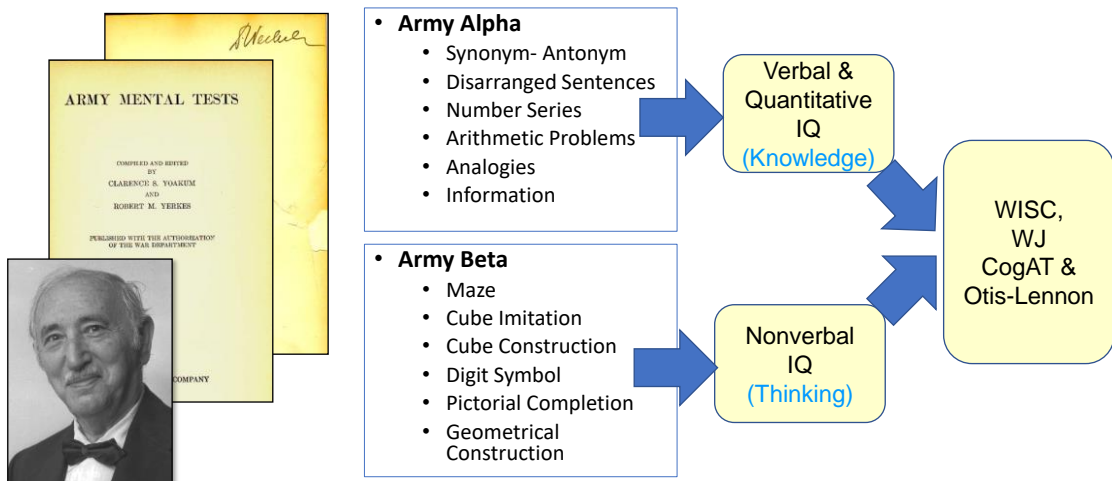 ARMY MENTAL TESTS
COMPILED AND EDITED
BY
CLARENCE S. YOAKUM
AND
ROBERT M. YERKES
PUBLISHED WITH THE AUTHORIZATION
OF THE WAR DEPARTMENT
COMPANY
• Army Alpha
• Synonym- Antonym
• Disarranged Sentences
• Number Series
• Arithmetic Problems
• Analogies
• Information
• Army Beta
• Maze
• Cube Imitation
• Cube Construction
• Digit Symbol
• Pictorial Completion
• Geometrical
Construction
Verbal &
Quantitative
IQ
(Knowledge)
Nonverbal
IQ
(Thinking)
WISC,
WJ
CogAT &
Otis-Lennon